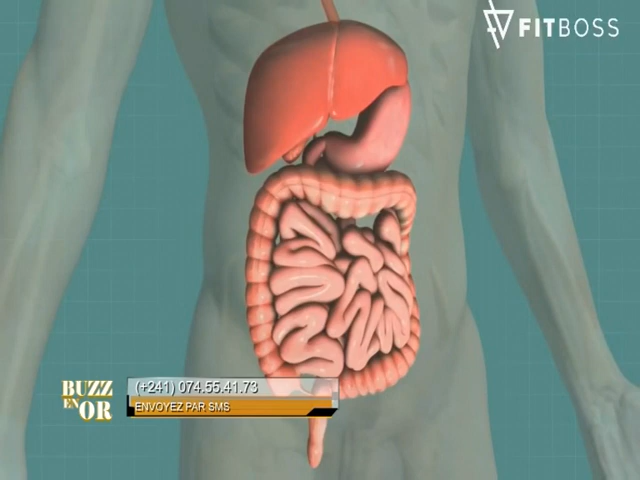 FITBOSS
BUZZ
EN OR
(+241) 074.55.41.73
ENVOYEZ PAR SMS